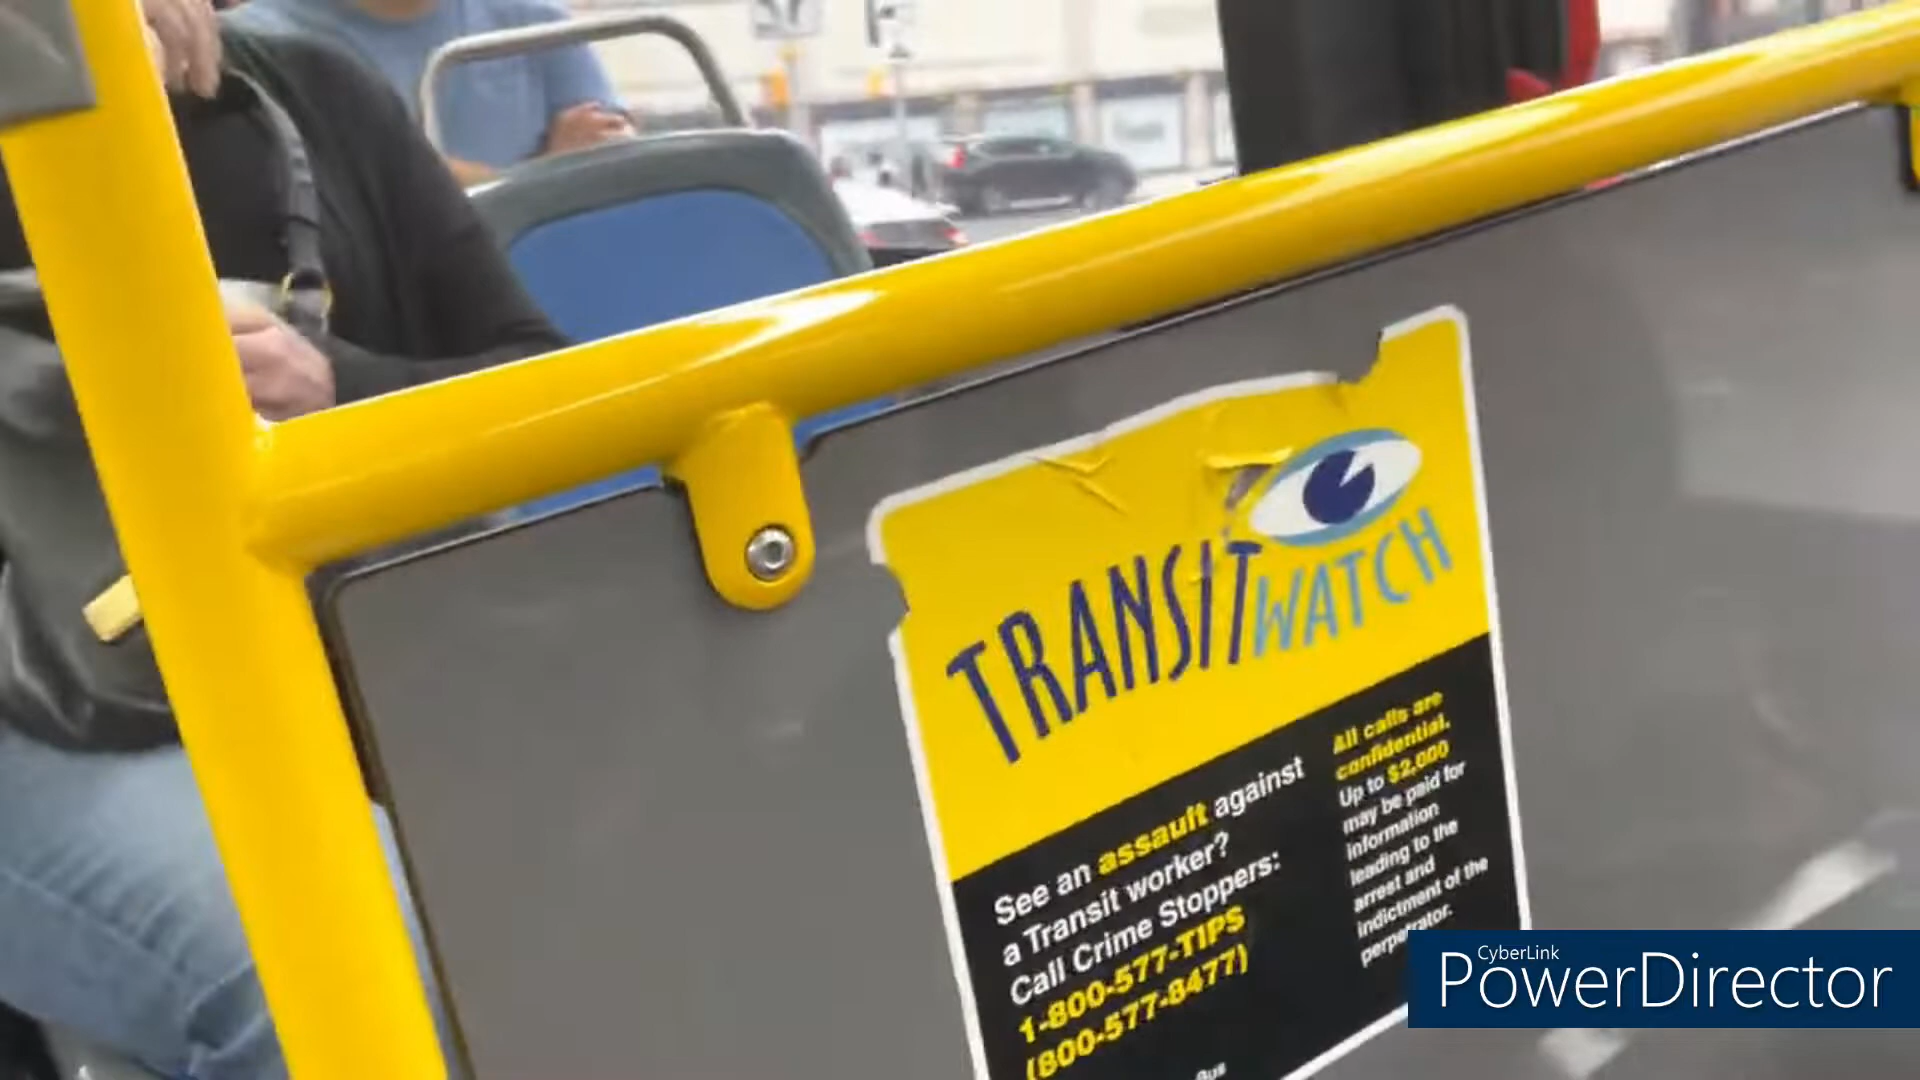 TRANSITWATCH
See an assault against
a Transit worker?
Call Crime Stoppers:
1-800-577-TIPS
(800-577-8477)
All calls are
confidential.
Up to $2,000
may be paid for
information
leading to the
arrest and
indictment of the
perpetrator.
Bus
CyberLink
PowerDirector